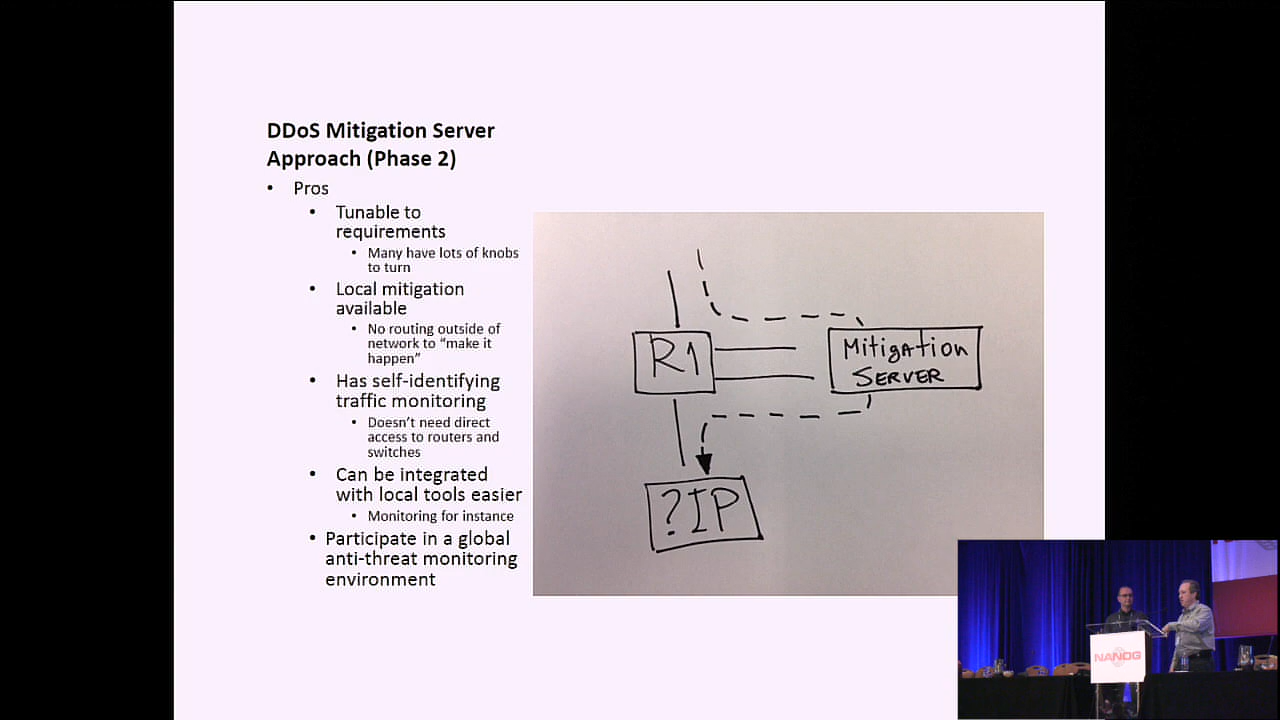 DDoS Mitigation Server
Approach (Phase 2)
• Pros
• Tunable to
requirements
• Many have lots of knobs
to turn
• Local mitigation
available
• No routing outside of
network to “make it
happen”
• Has self-identifying
traffic monitoring
• Doesn’t need direct
access to routers and
switches
• Can be integrated
with local tools easier
• Monitoring for instance
• Participate in a global
anti-threat monitoring
environment
R1
Mitigation
SERVER
?IP
NANOG